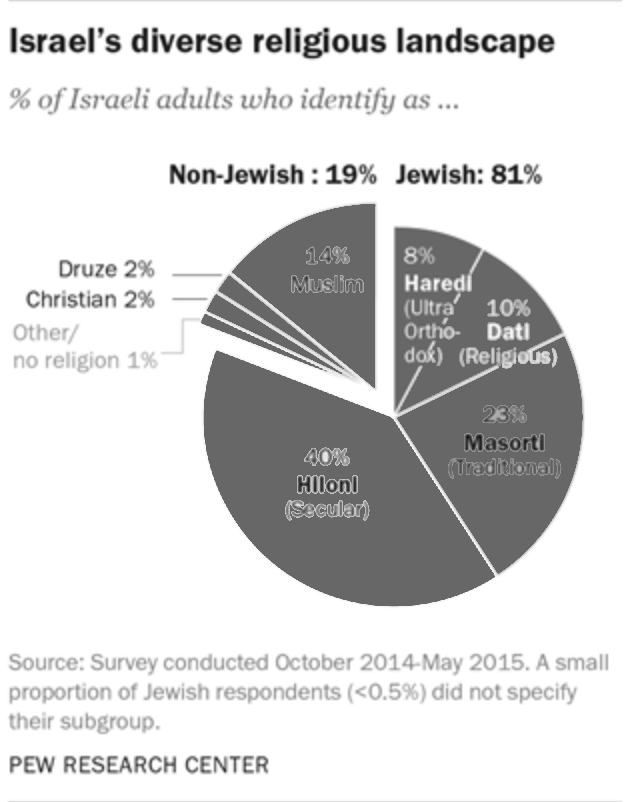 Israel's diverse religious landscape
% of Israeli adults who identify as ...
Non-Jewish : 19% Jewish: 81%
14%
Muslim
Druze 2%
Christian 2%
Other/
no religion 1%
8%
Haredi
(Ultra
Ortho-
dox)
10%
Dati
(Religious)
23%
Masorti
(Traditional)
40%
Hiloni
(Secular)
Source: Survey conducted October 2014-May 2015. A small
proportion of Jewish respondents (<0.5%) did not specify
their subgroup.
PEW RESEARCH CENTER